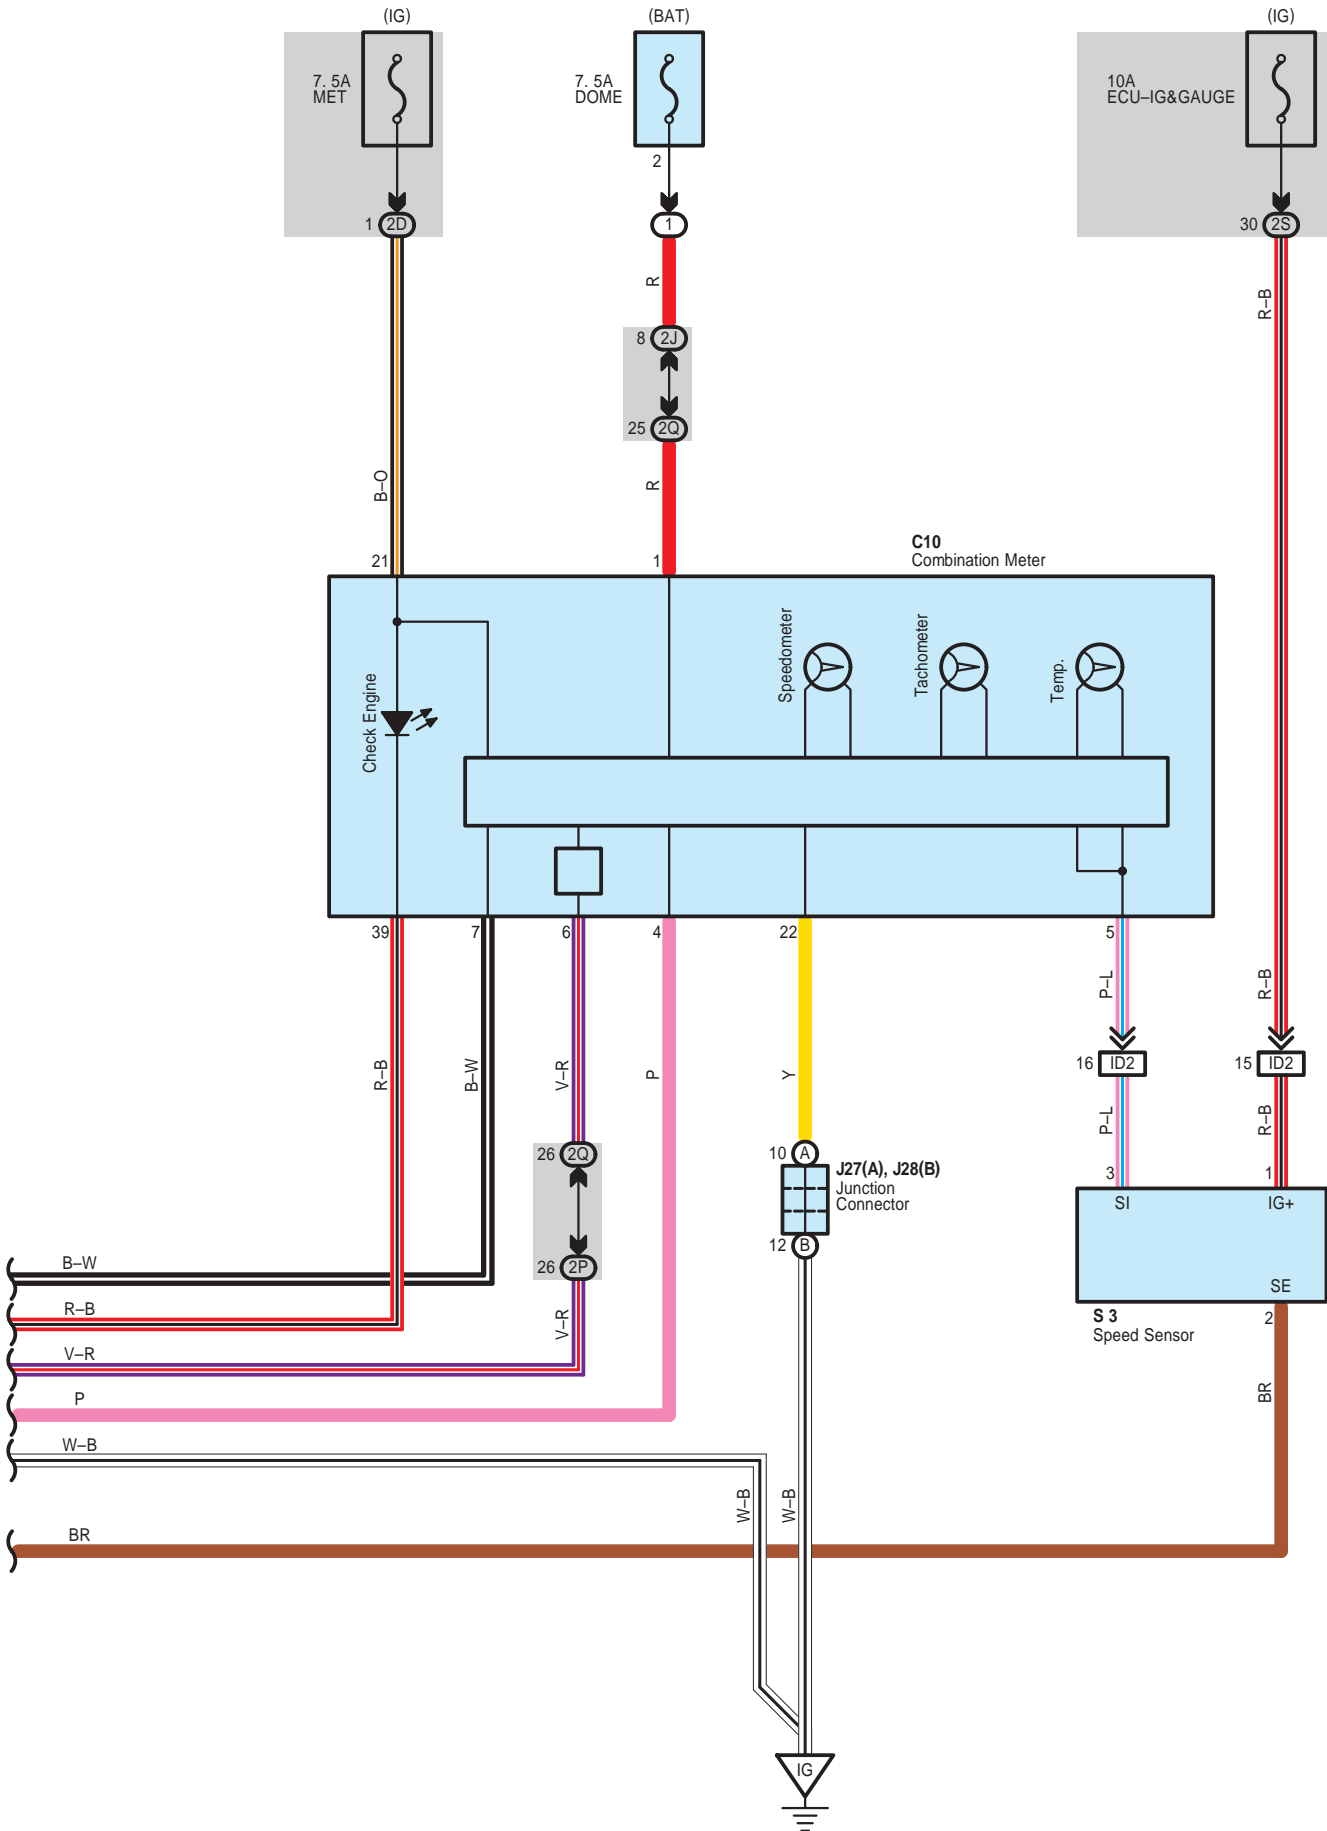 (IG)
(BAT)
(IG)
7. 5A
MET
7. 5A
DOME
10A
ECU–IG&GAUGE
2
1 2D
1
30 2S
R
R–B
8 2J
25 2Q
B–O
R
21
1
C10
Combination Meter
Check Engine
Speedometer
Tachometer
Temp.
39
7
6
4
22
5
R–B
B–W
V–R
P
Y
P–L
R–B
16 ID2
15 ID2
P–L
R–B
26 2Q
10 A
J27(A), J28(B)
Junction
Connector
3
1
SI
IG+
12 B
26 2P
SE
S 3
Speed Sensor
2
B–W
R–B
V–R
V–R
P
BR
W–B
W–B
W–B
BR
IG